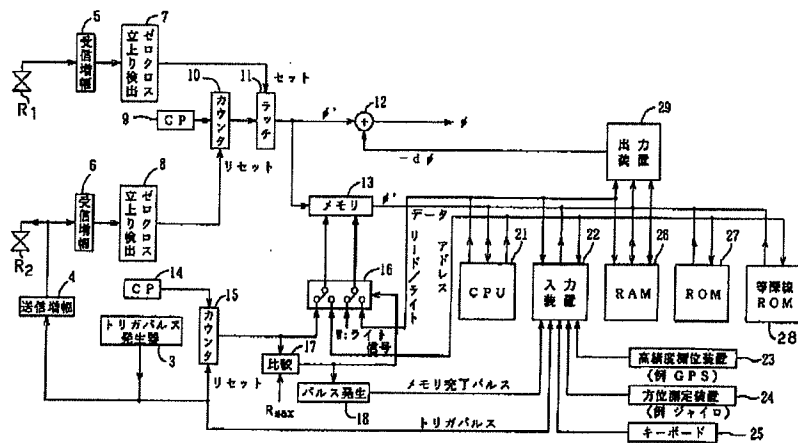 5
受信増幅
7
ゼロクロス
立上り検出
R1
10
カウンタ
11
ラッチ
セット
9
CP
リセット
φ'
12
+
φ
-dφ
29
出力
装置
6
受信増幅
8
ゼロクロス
立上り検出
R2
13
メモリ
φ'
データ
リード/ライト
アドレス
4
送信増幅
14
CP
15
カウンタ
16
W:ライト
信号
21
CPU
22
入力
装置
26
RAM
27
ROM
等深線
ROM
28
トリガパルス
発生器
3
リセット
17
比較
Rmax
パルス発生
18
メモリ完了パルス
トリガパルス
高精度測位装置
23
(例 GPS)
方位測定装置
24
(例 ジャイロ)
キーボード
25